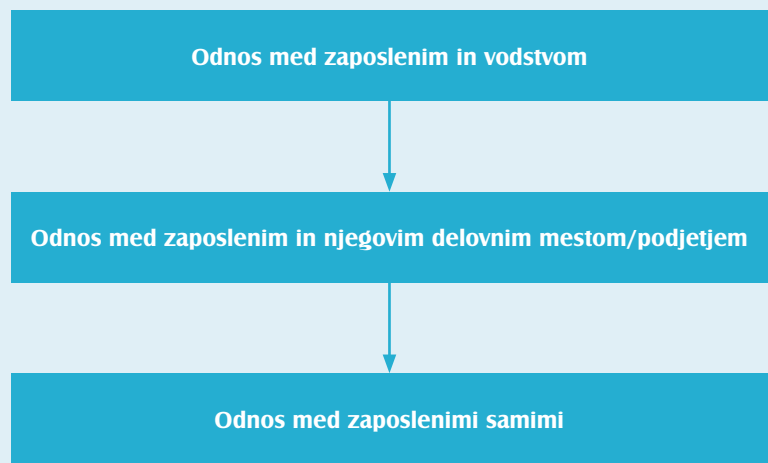 Odnos med zaposlenim in vodstvom
Odnos med zaposlenim in njegovim delovnim mestom/podjetjem
Odnos med zaposlenimi samimi